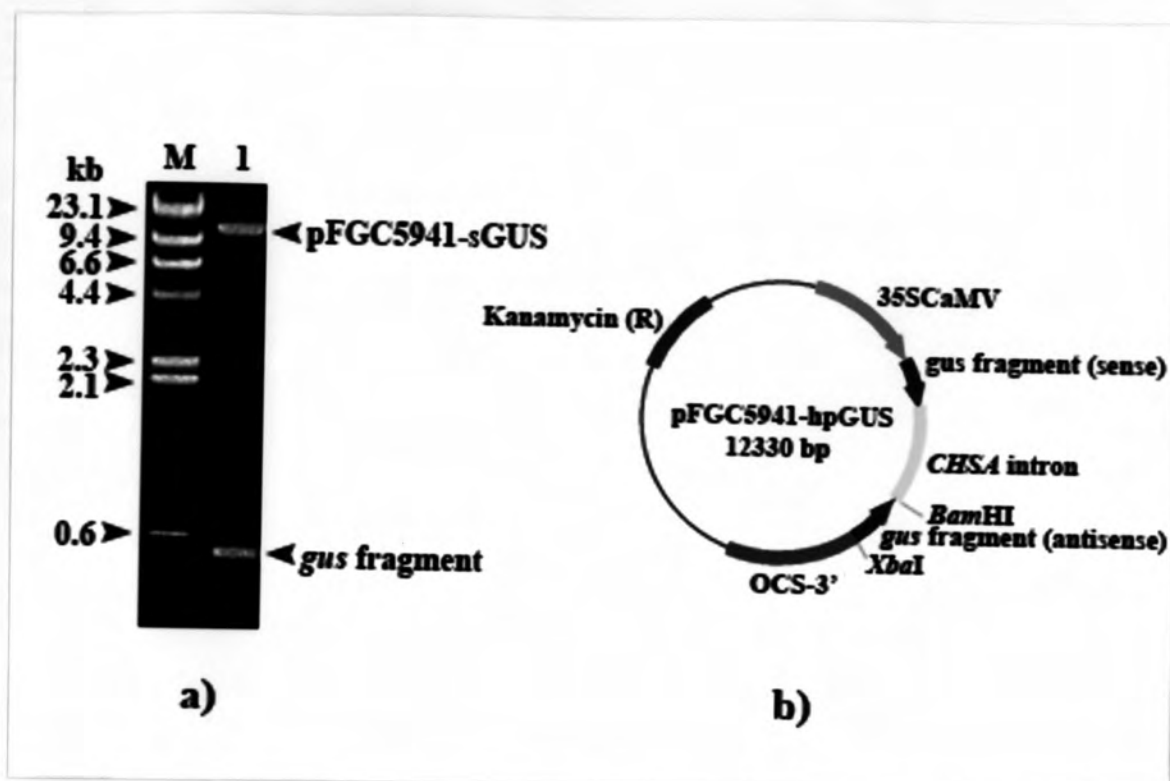 kb
M 1
23.1
9.4
6.6
4.4
2.3
2.1
0.6
pFGC5941-sGUS
gus fragment
a)
Kanamycin (R)
35SCaMV
gus fragment (sense)
pFGC5941-hpGUS
12330 bp
CHSA intron
BamHI
gus fragment (antisense)
XbaI
OCS-3’
b)